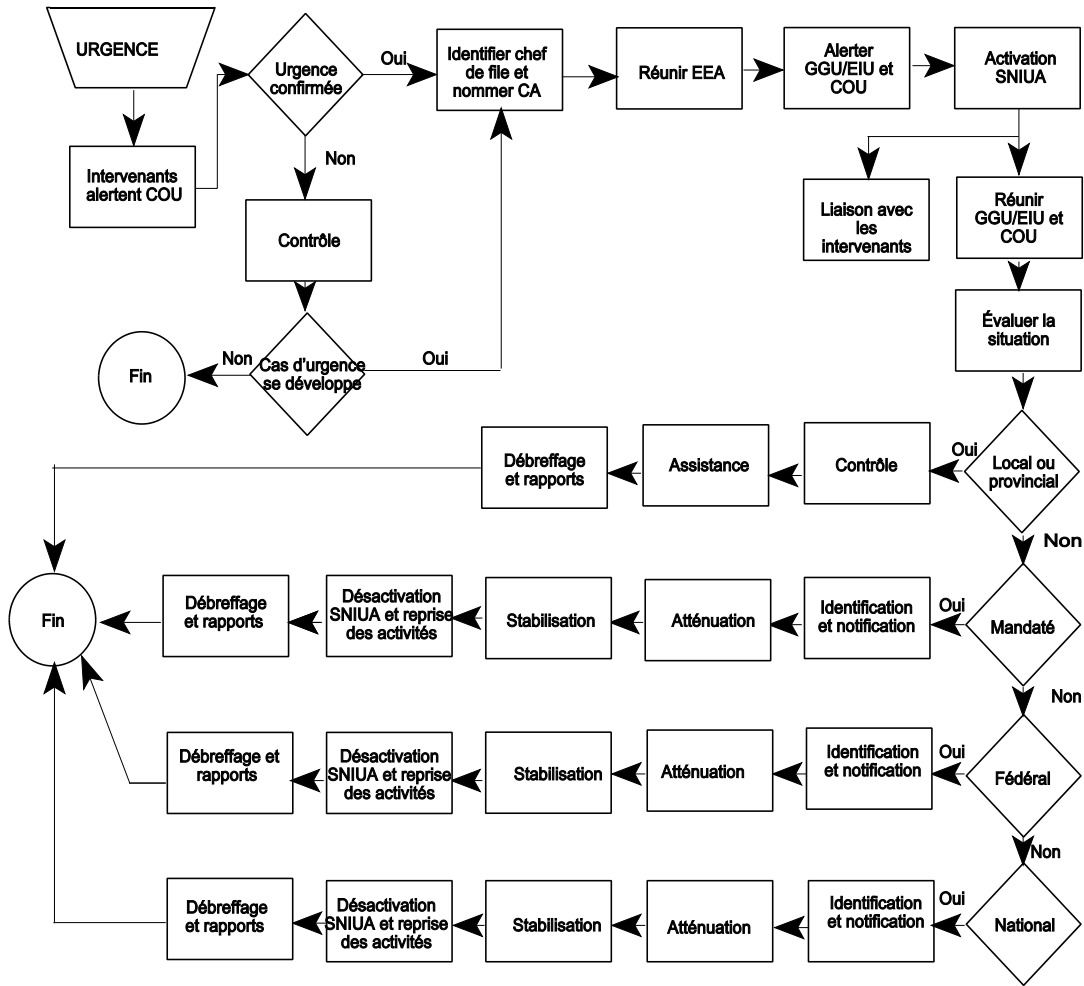 URGENCE
Intervenants
alertent COU
Urgence
confirmée
Oui
Non
Identifier chef
de file et
nommer CA
Réunir EEA
Alerter
GGU/EIU et
COU
Activation
SNIUA
Contrôle
Liaison avec
les
intervenants
Réunir
GGU/EIU et
COU
Cas d'urgence
se développe
Non
Oui
Fin
Évaluer la
situation
Local ou
provincial
Oui
Contrôle
Assistance
Débreffage
et rapports
Non
Mandaté
Oui
Identification
et notification
Atténuation
Stabilisation
Désactivation
SNIUA et reprise
des activités
Débreffage
et rapports
Fin
Non
Fédéral
Oui
Identification
et notification
Atténuation
Stabilisation
Désactivation
SNIUA et reprise
des activités
Débreffage et
rapports
Non
National
Oui
Identification
et notification
Atténuation
Stabilisation
Désactivation
SNIUA et reprise
des activités
Débreffage
et rapports